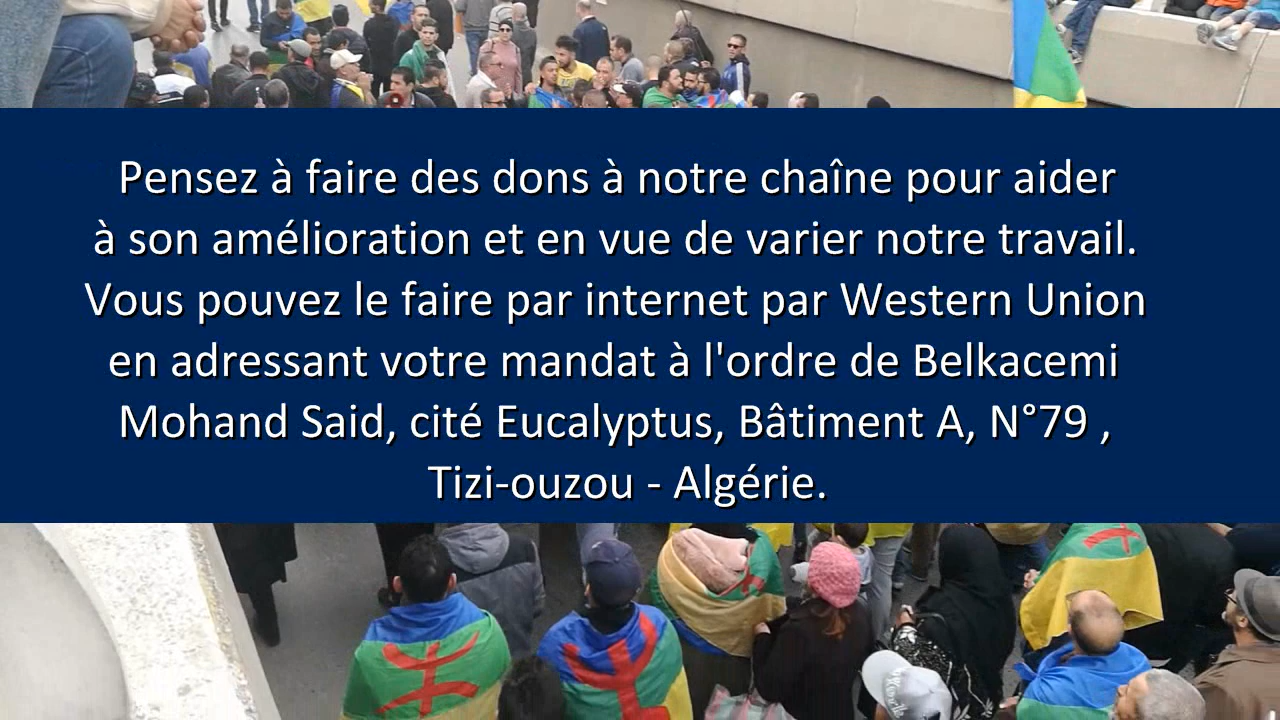 Pensez à faire des dons à notre chaîne pour aider
à son amélioration et en vue de varier notre travail.
Vous pouvez le faire par internet par Western Union
en adressant votre mandat à l'ordre de Belkacemi
Mohand Said, cité Eucalyptus, Bâtiment A, N°79 ,
Tizi-ouzou - Algérie.